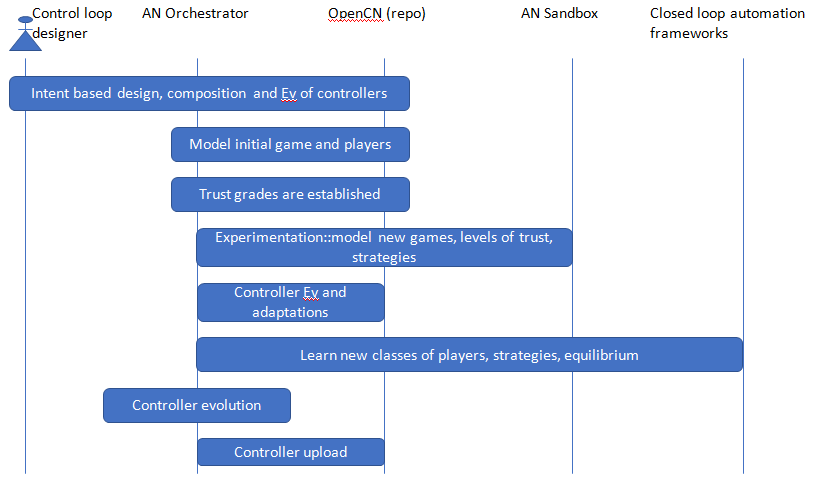 Control loop
designer
AN Orchestrator
OpenCN (repo)
AN Sandbox
Closed loop automation
frameworks
Intent based design, composition and Ev of controllers
Model initial game and players
Trust grades are established
Experimentation::model new games, levels of trust,
strategies
Controller Ev and
adaptations
Learn new classes of players, strategies, equilibrium
Controller evolution
Controller upload